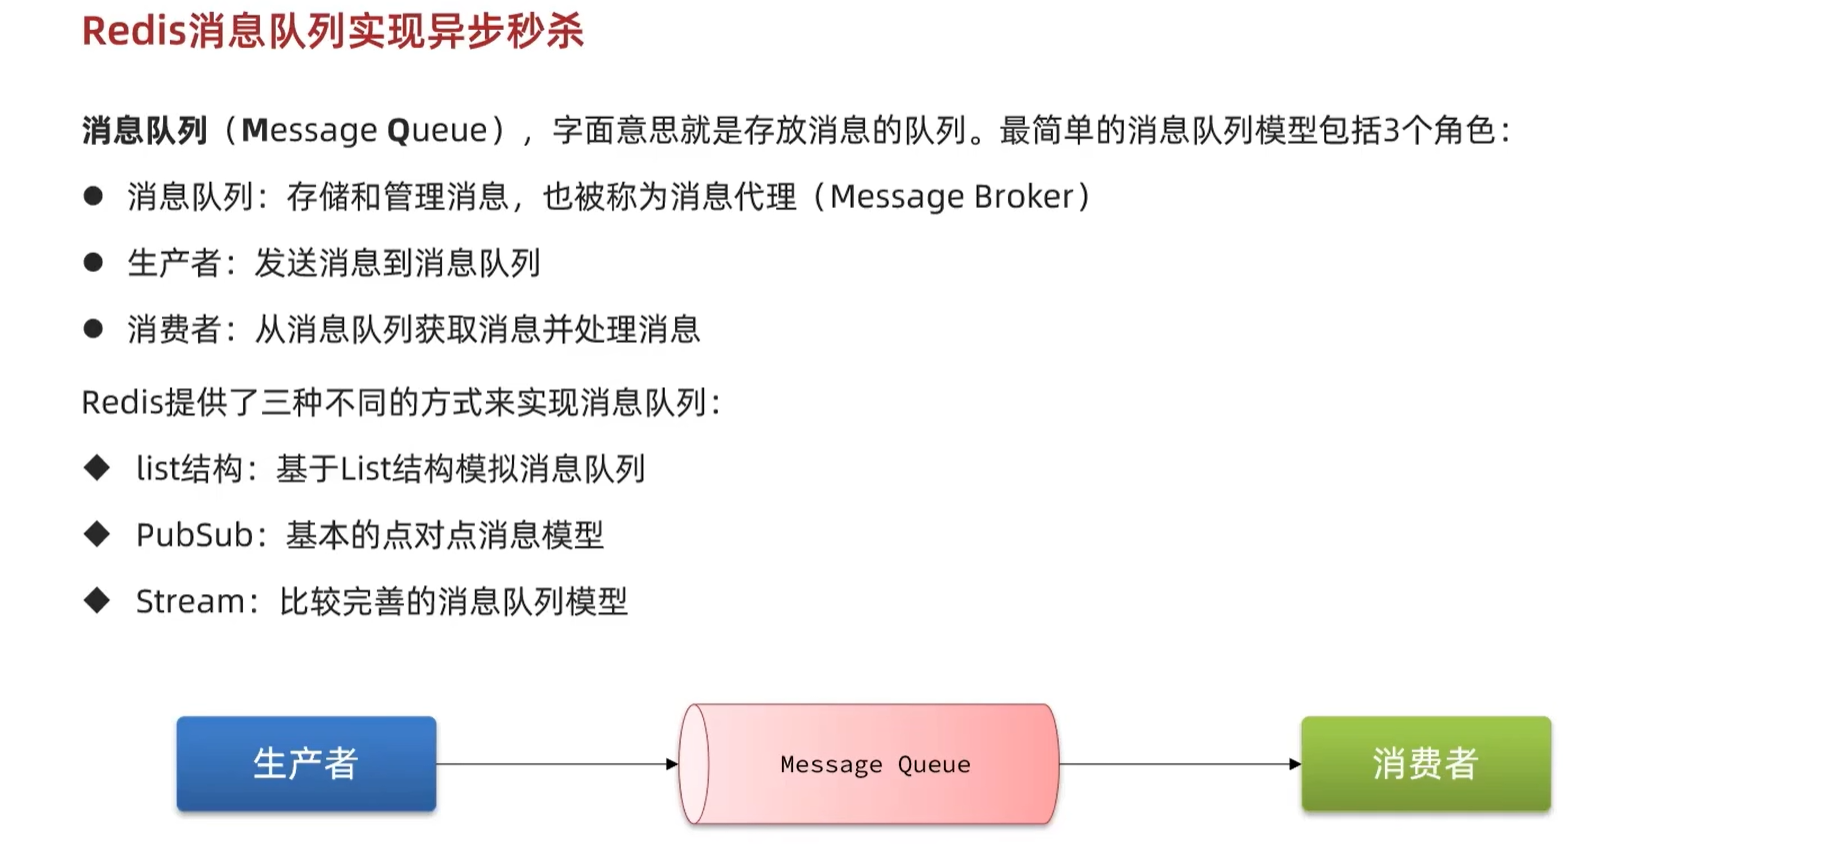 Redis消息队列实现异步秒杀
消息队列（Message Queue），字面意思就是存放消息的队列。最简单的消息队列模型包括3个角色：
● 消息队列：存储和管理消息，也被称为消息代理（Message Broker）
● 生产者：发送消息到消息队列
● 消费者：从消息队列获取消息并处理消息
Redis提供了三种不同的方式来实现消息队列：
◆ list结构：基于List结构模拟消息队列
◆ PubSub：基本的点对点消息模型
◆ Stream：比较完善的消息队列模型
生产者
Message Queue
消费者